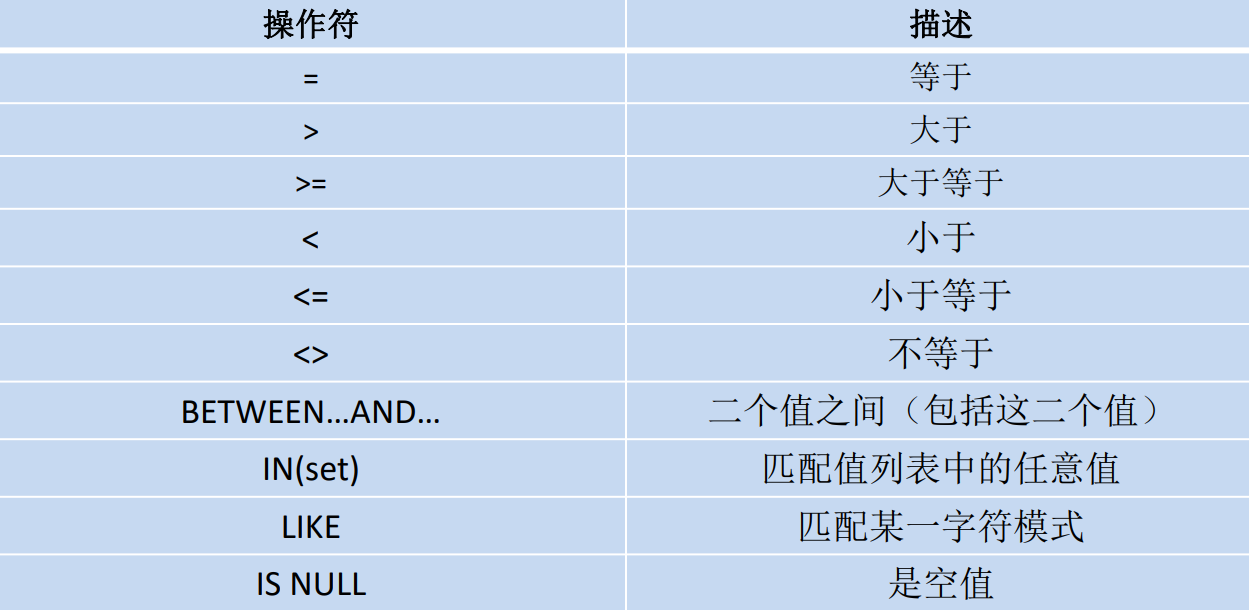 操作符 描述
= 等于
> 大于
>= 大于等于
< 小于
<= 小于等于
<> 不等于
BETWEEN...AND... 二个值之间（包括这二个值）
IN(set) 匹配值列表中的任意值
LIKE 匹配某一字符模式
IS NULL 是空值